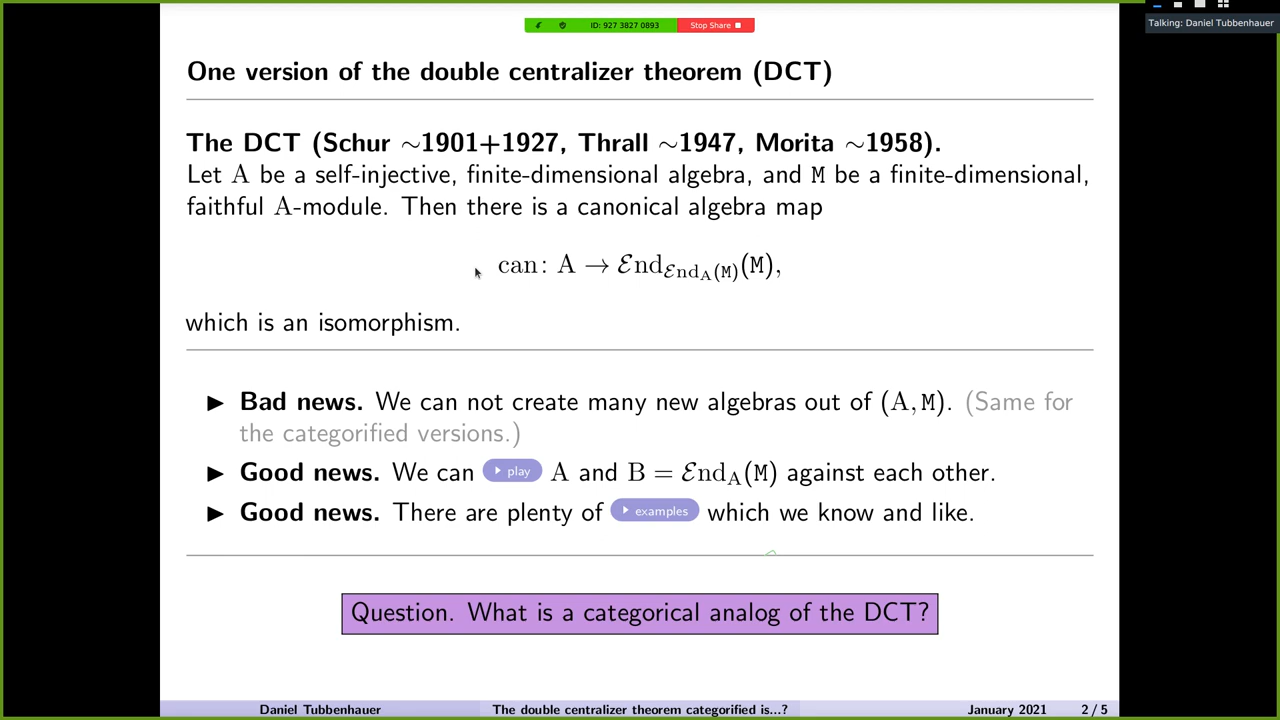 ID: 927 3827 0893 Stop Share
Talking: Daniel Tubbenhauer
One version of the double centralizer theorem (DCT)
The DCT (Schur ∼1901+1927, Thrall ∼1947, Morita ∼1958).
Let A be a self-injective, finite-dimensional algebra, and M be a finite-dimensional,
faithful A-module. Then there is a canonical algebra map
can: A → ℰnd_{ℰnd_A(M)}(M),
which is an isomorphism.
▶ Bad news. We can not create many new algebras out of (A, M). (Same for
the categorified versions.)
▶ Good news. We can ▶ play A and B = ℰnd_A(M) against each other.
▶ Good news. There are plenty of ▶ examples which we know and like.
Question. What is a categorical analog of the DCT?
Daniel Tubbenhauer The double centralizer theorem categorified is...? January 2021 2 / 5